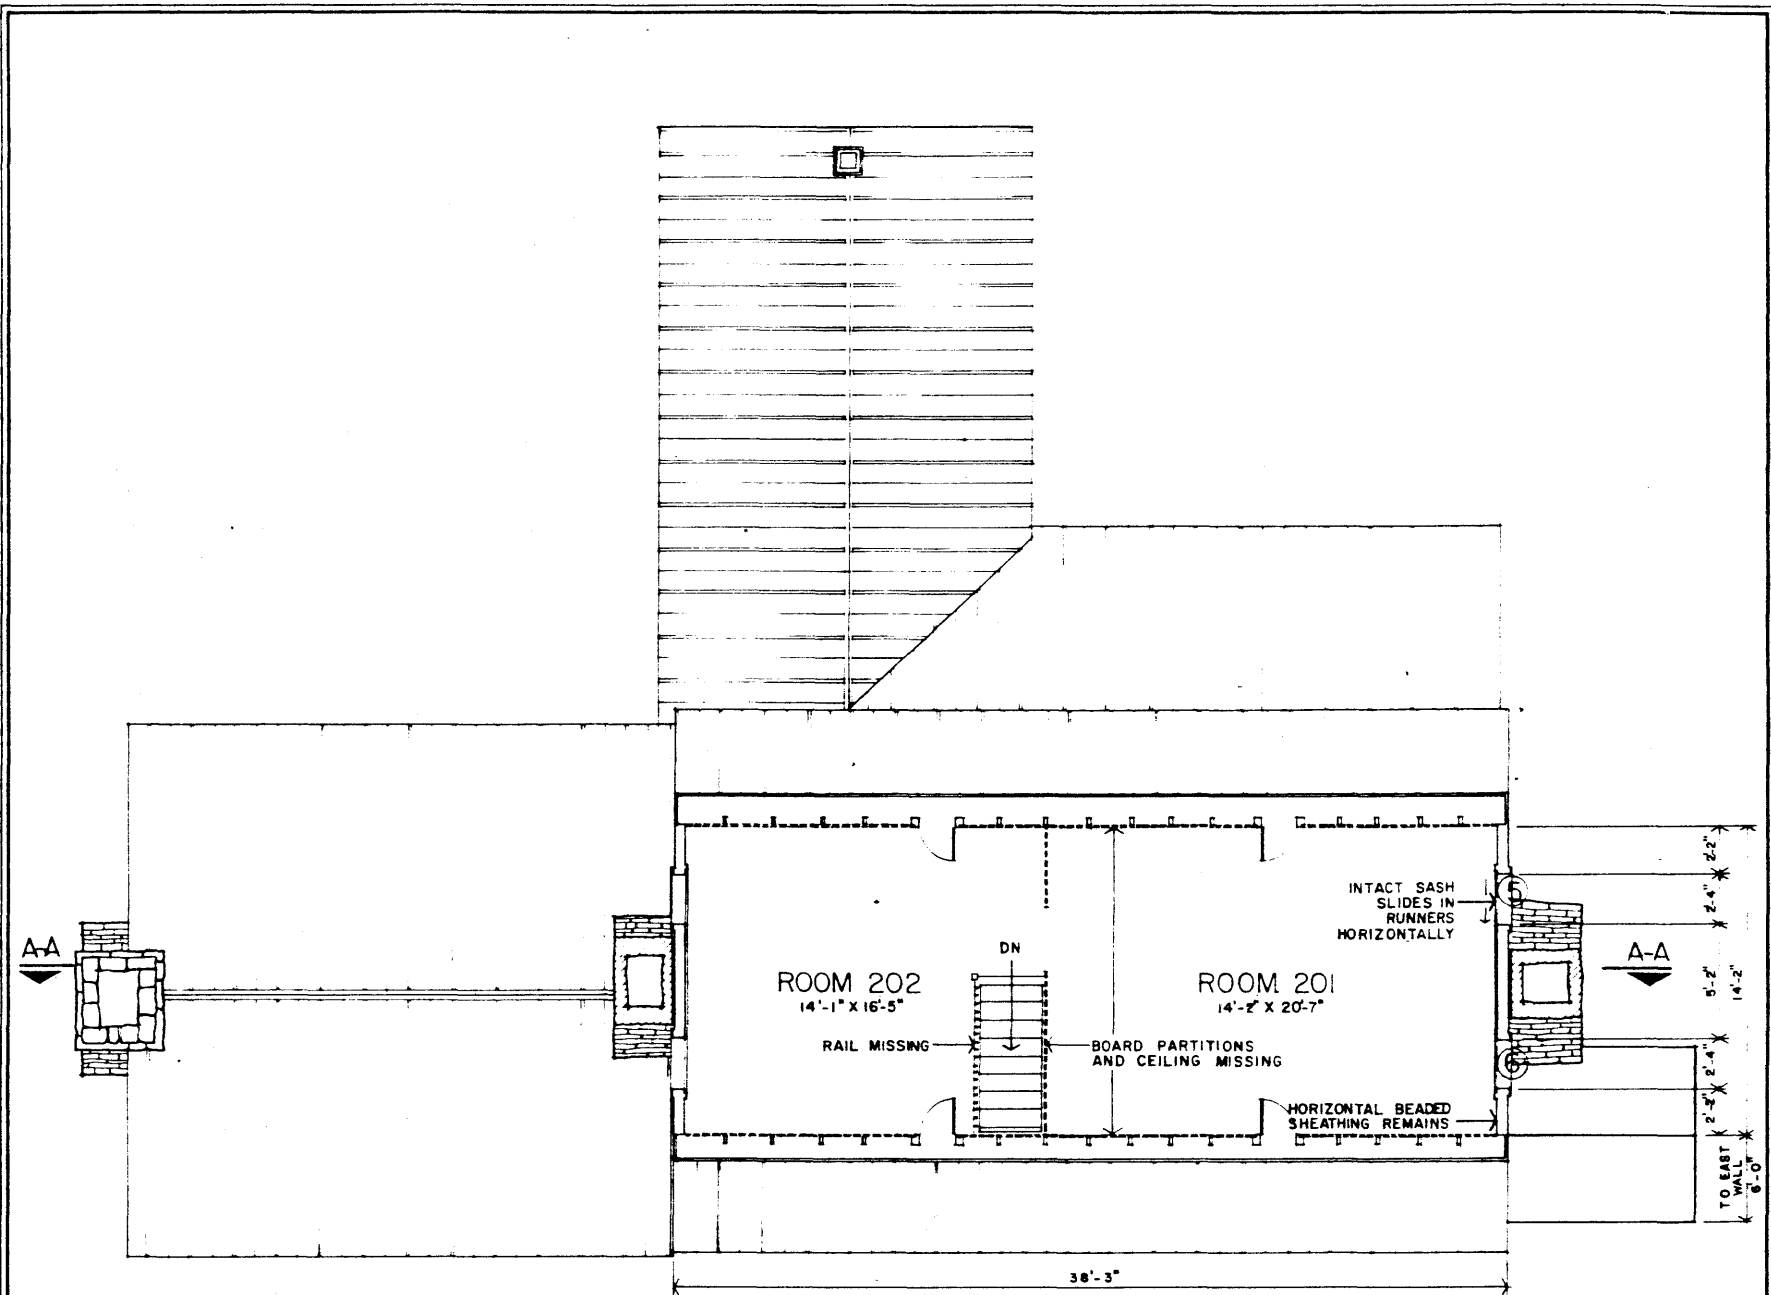 2'-2"
INTACT SASH
SLIDES IN
RUNNERS
HORIZONTALLY
5
2'-4"
A-A
A-A
DN
ROOM 202
14'-1" X 16'-5"
ROOM 201
14'-2" X 20'-7"
5'-2"
14'-2"
RAIL MISSING
BOARD PARTITIONS
AND CEILING MISSING
6
2'-4"
HORIZONTAL BEADED
SHEATHING REMAINS
2'-2"
TO EAST
WALL
6'-0"
38'-3"